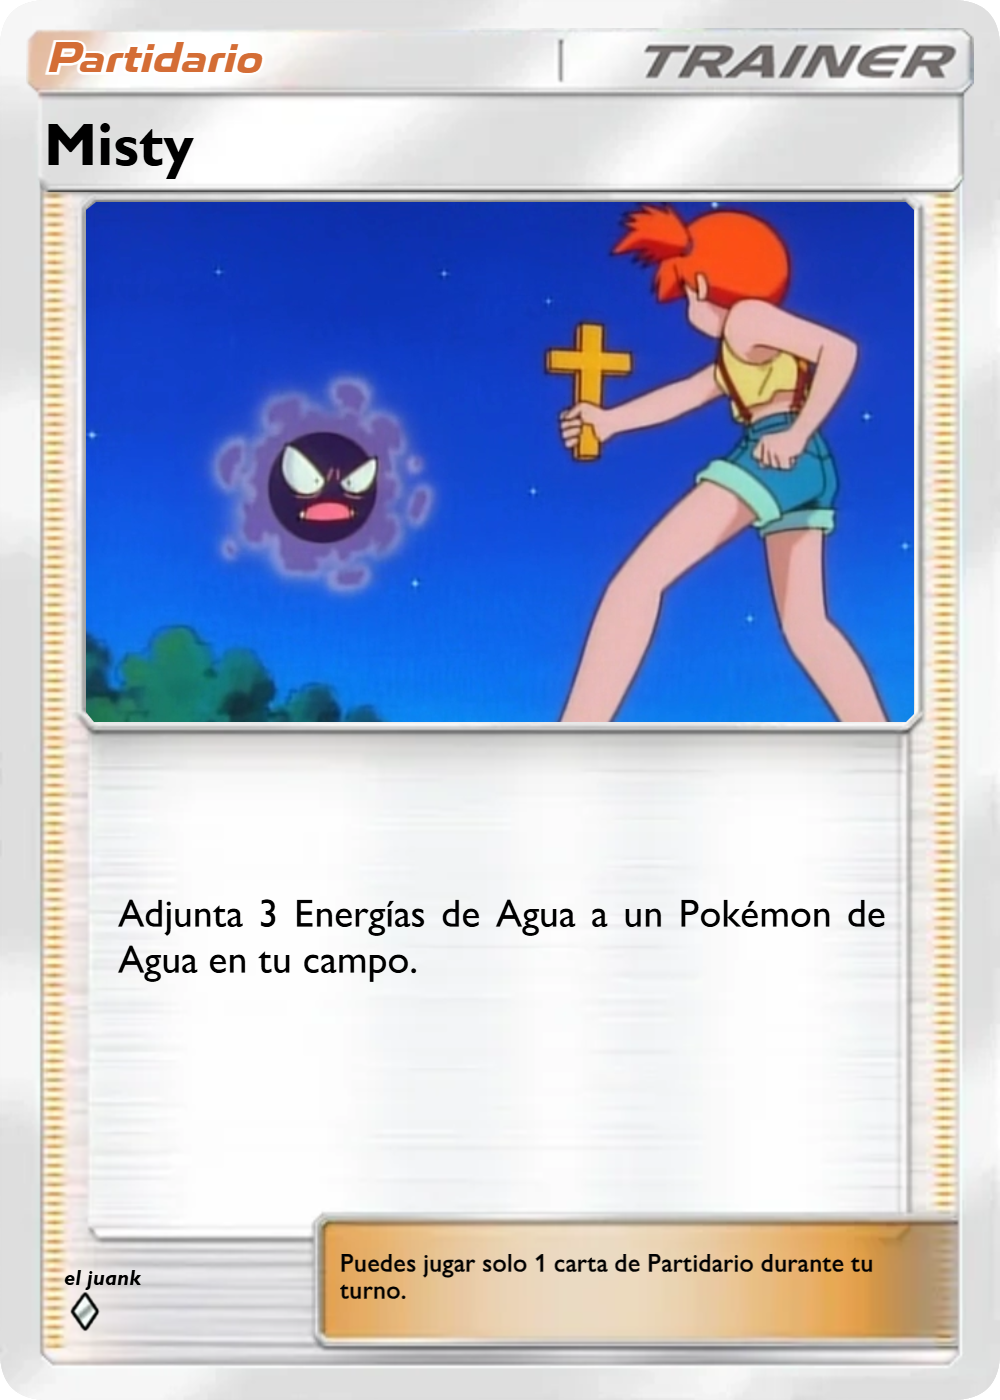 Partidario
TRAINER
Misty
Adjunta 3 Energías de Agua a un Pokémon de
Agua en tu campo.
el juank
Puedes jugar solo 1 carta de Partidario durante tu
turno.